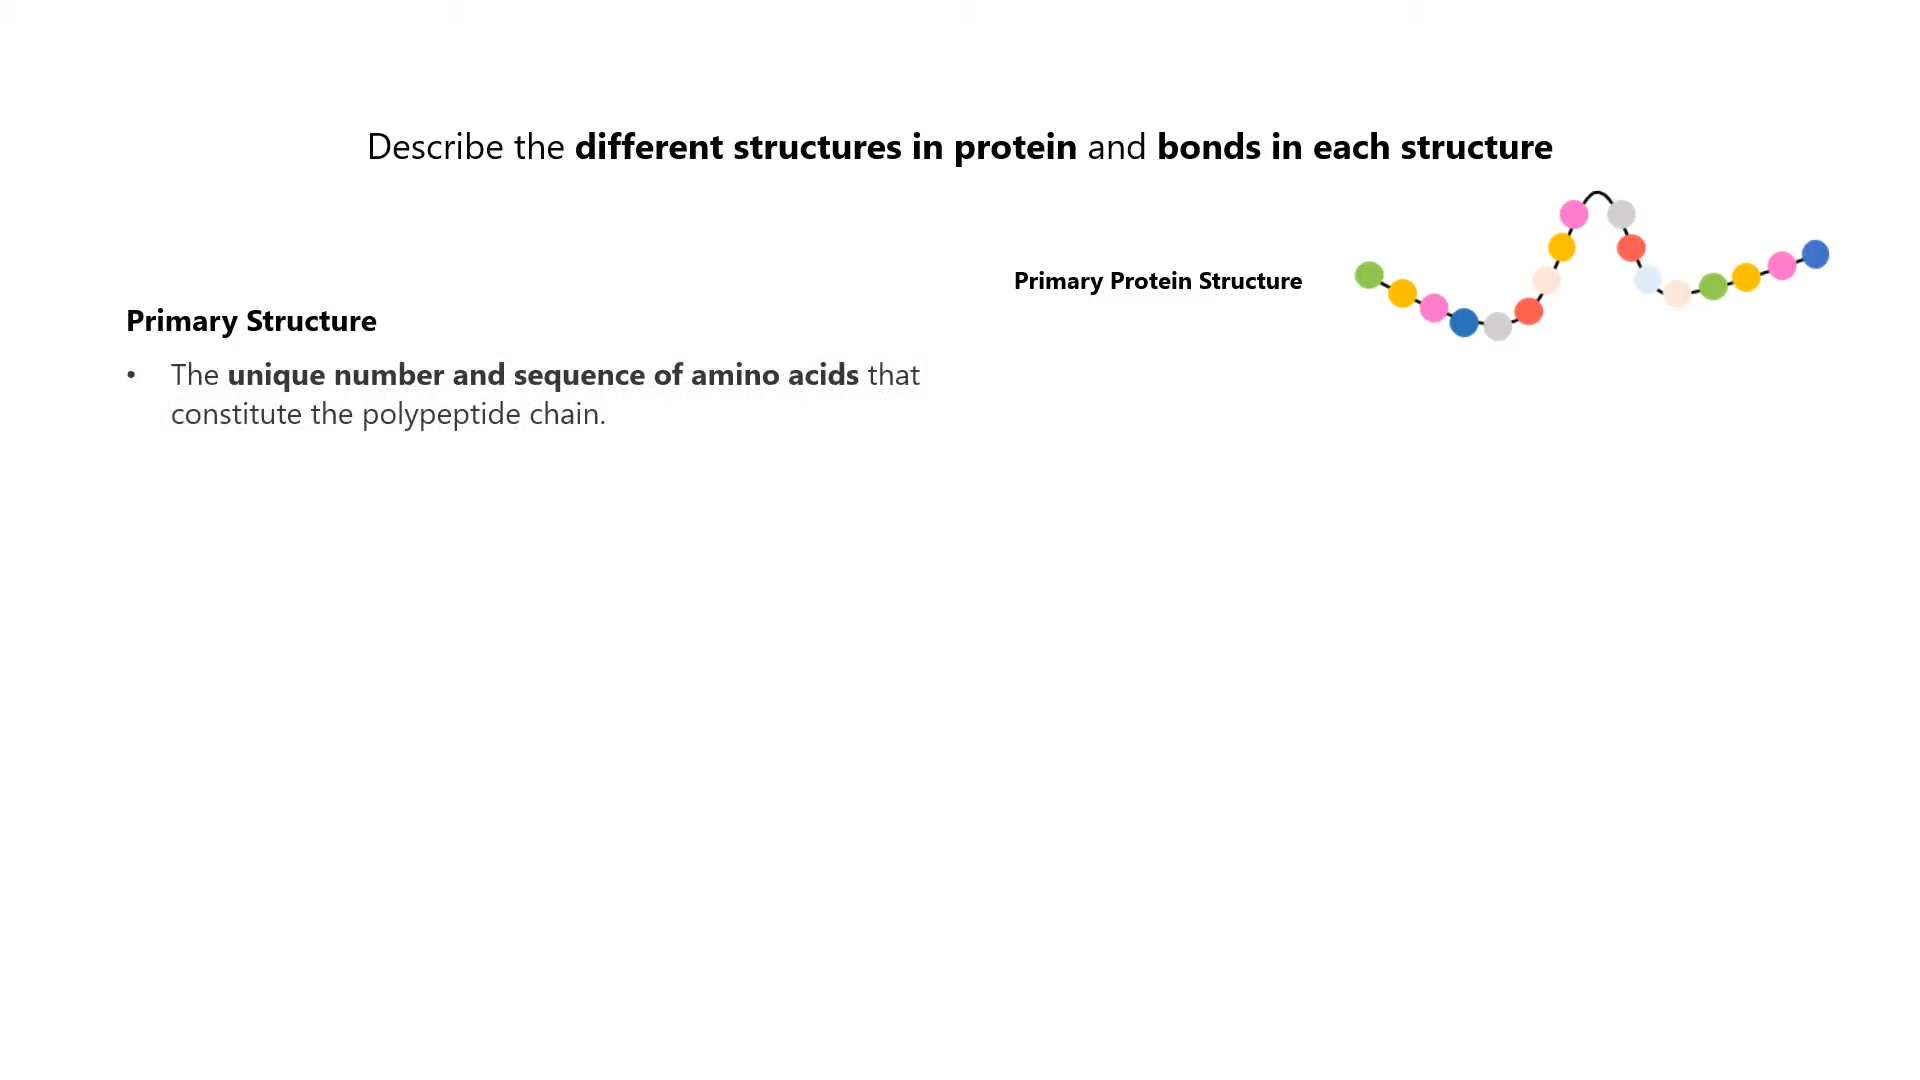 Describe the different structures in protein and bonds in each structure
Primary Protein Structure
Primary Structure
• The unique number and sequence of amino acids that
constitute the polypeptide chain.